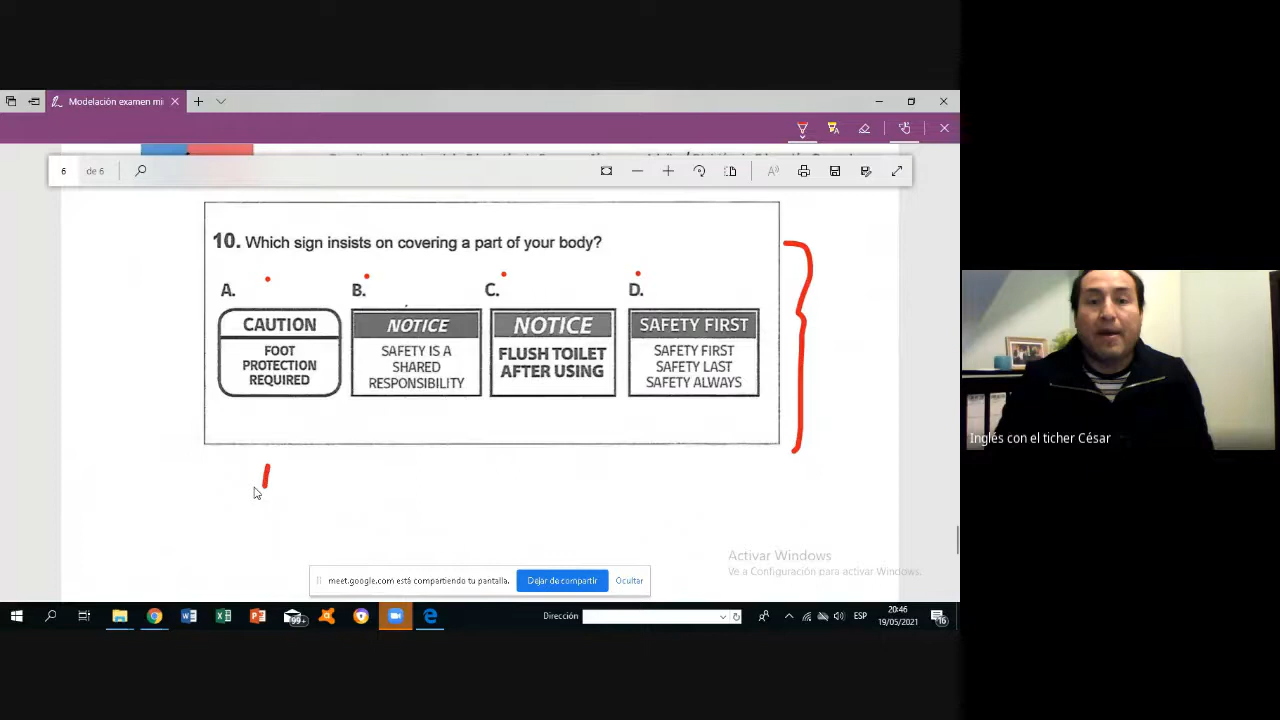 Modelación examen mi
6 de 6
10. Which sign insists on covering a part of your body?
A.
B.
C.
D.
CAUTION
FOOT
PROTECTION
REQUIRED
NOTICE
SAFETY IS A
SHARED
RESPONSIBILITY
NOTICE
FLUSH TOILET
AFTER USING
SAFETY FIRST
SAFETY FIRST
SAFETY LAST
SAFETY ALWAYS
Inglés con el ticher César
Activar Windows
Ve a Configuración para activar Windows.
meet.google.com está compartiendo tu pantalla.
Dejar de compartir
Ocultar
99+
Dirección
ESP
20:46
19/05/2021
16